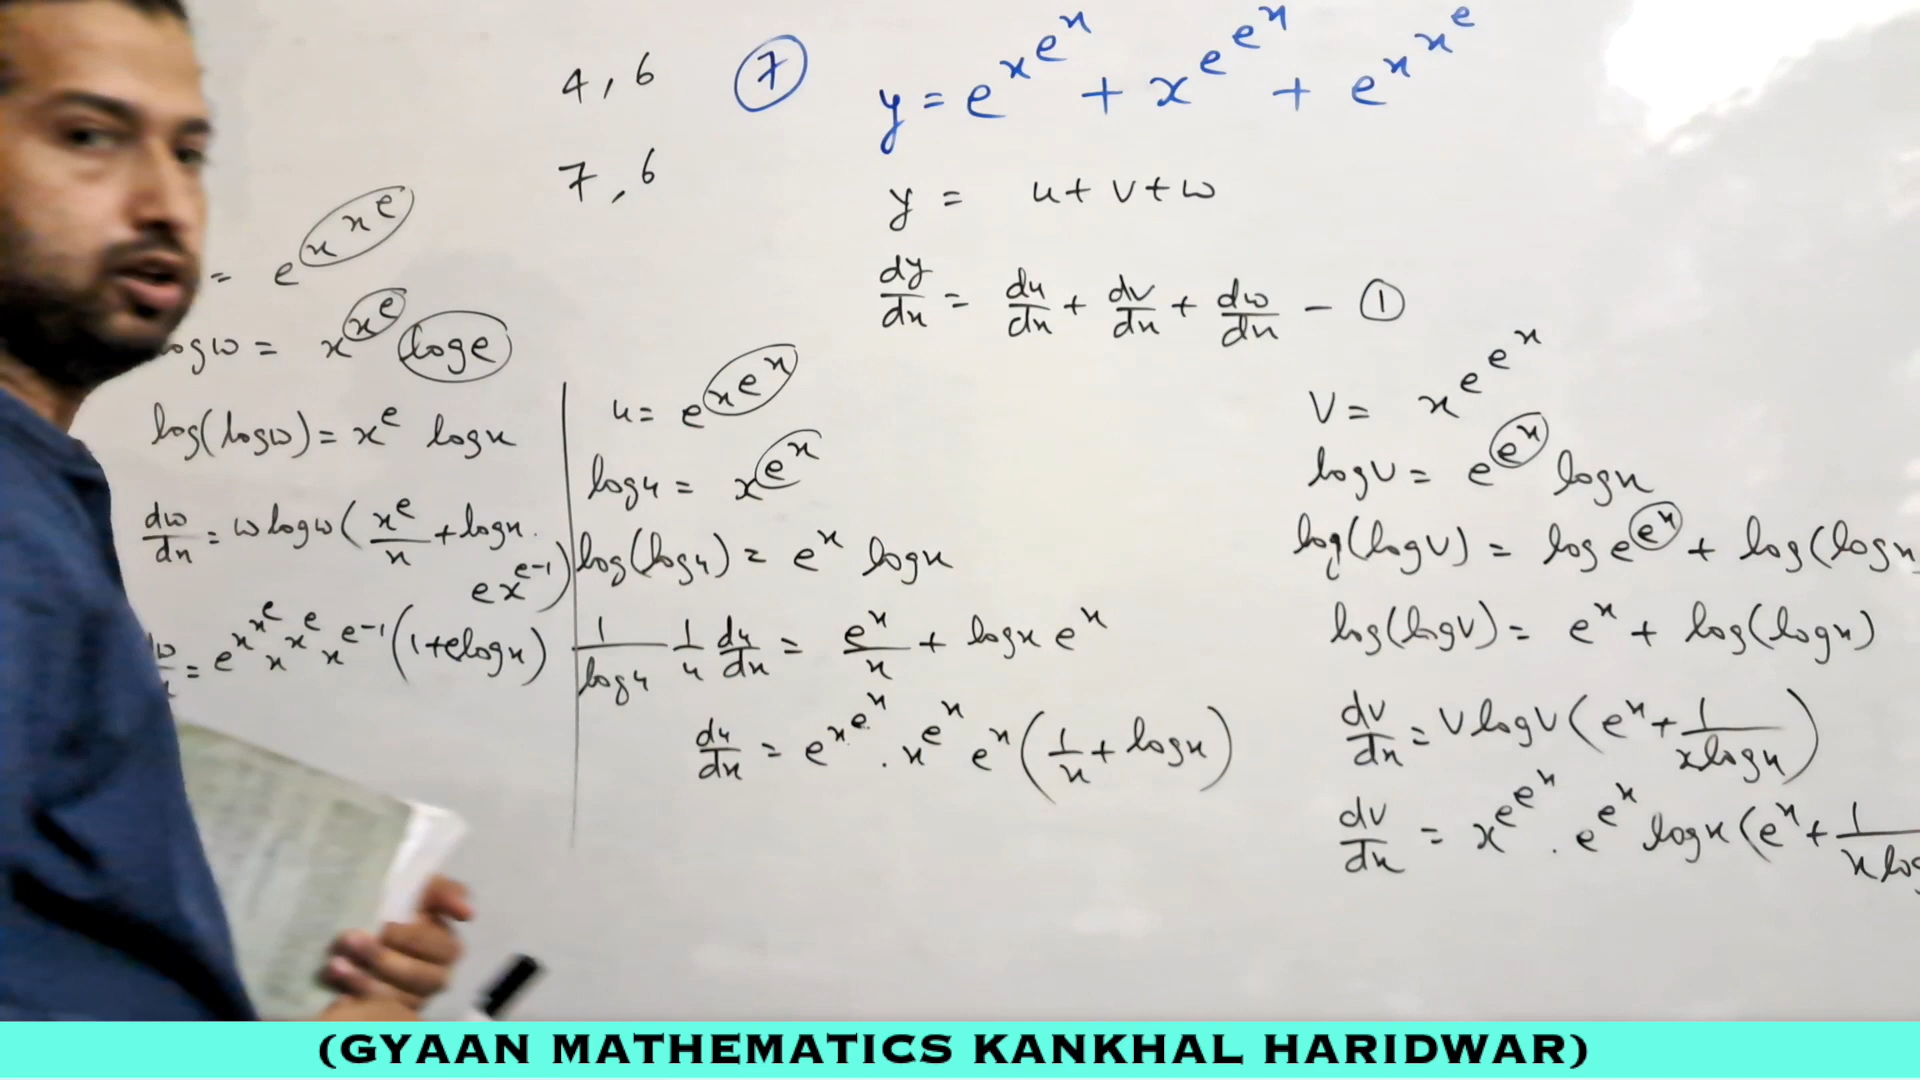 4, 6 ⑦ y = e^x^e^x + x^e^e^x + e^x^x^e
7, 6
y = u + v + w
dy/dx = du/dx + dv/dx + dw/dx - ①
= e^x^x^e
log w = x^x^e log e
log(log w) = x^e log x
dw/dx = w log w (x^e/x + log x .
e x^e-1)
= e^x^x^e x^x^e x^e-1 (1 + e log x)
u = e^x^e^x
log u = x^e^x
log(log u) = e^x log x
1/log u 1/u du/dx = e^x/x + log x e^x
du/dx = e^x^e^x . x^e^x e^x (1/x + log x)
V = x^e^e^x
log V = e^e^x log x
log(log V) = log e^e^x + log(log x
log(log V) = e^x + log(log x)
dv/dx = V log V (e^x + 1/x log x)
dv/dx = x^e^e^x . e^e^x log x (e^x + 1/x log
(GYAAN MATHEMATICS KANKHAL HARIDWAR)